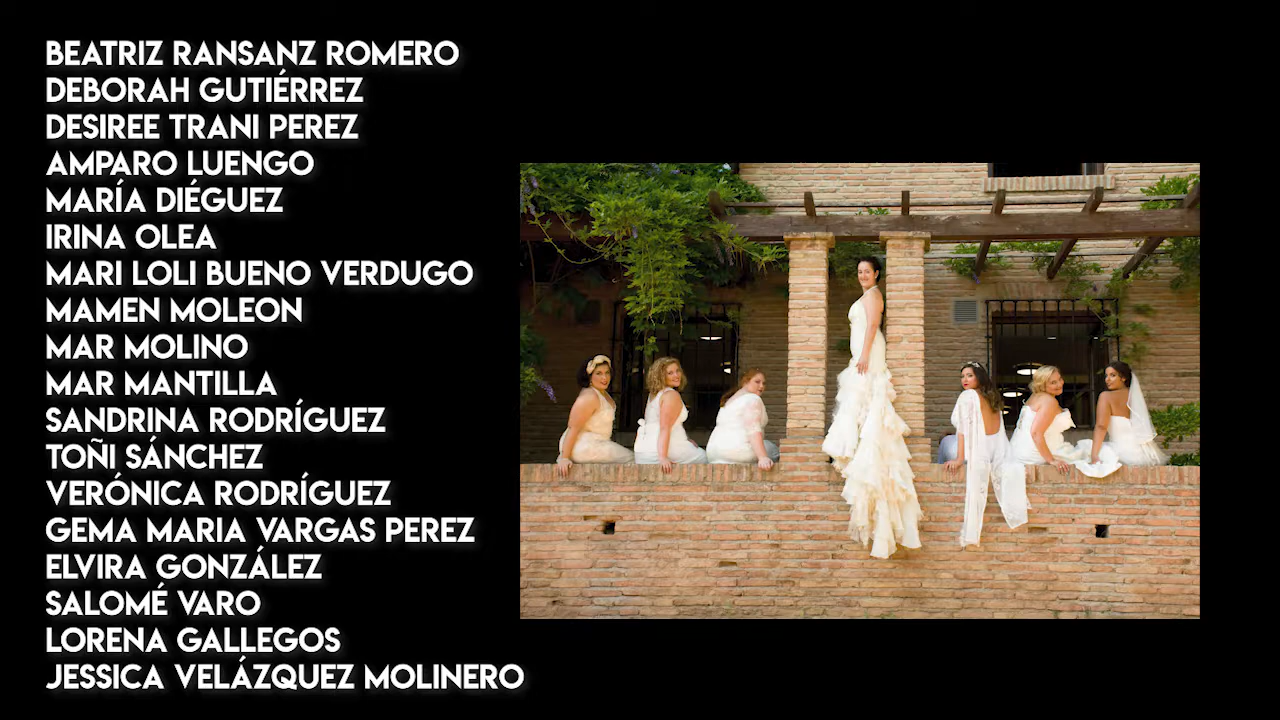 BEATRIZ RANSANZ ROMERO
DEBORAH GUTIÉRREZ
DESIREE TRANI PEREZ
AMPARO LUENGO
MARÍA DIÉGUEZ
IRINA OLEA
MARI LOLI BUENO VERDUGO
MAMEN MOLEON
MAR MOLINO
MAR MANTILLA
SANDRINA RODRÍGUEZ
TOÑI SÁNCHEZ
VERÓNICA RODRÍGUEZ
GEMA MARIA VARGAS PEREZ
ELVIRA GONZÁLEZ
SALOMÉ VARO
LORENA GALLEGOS
JESSICA VELÁZQUEZ MOLINERO